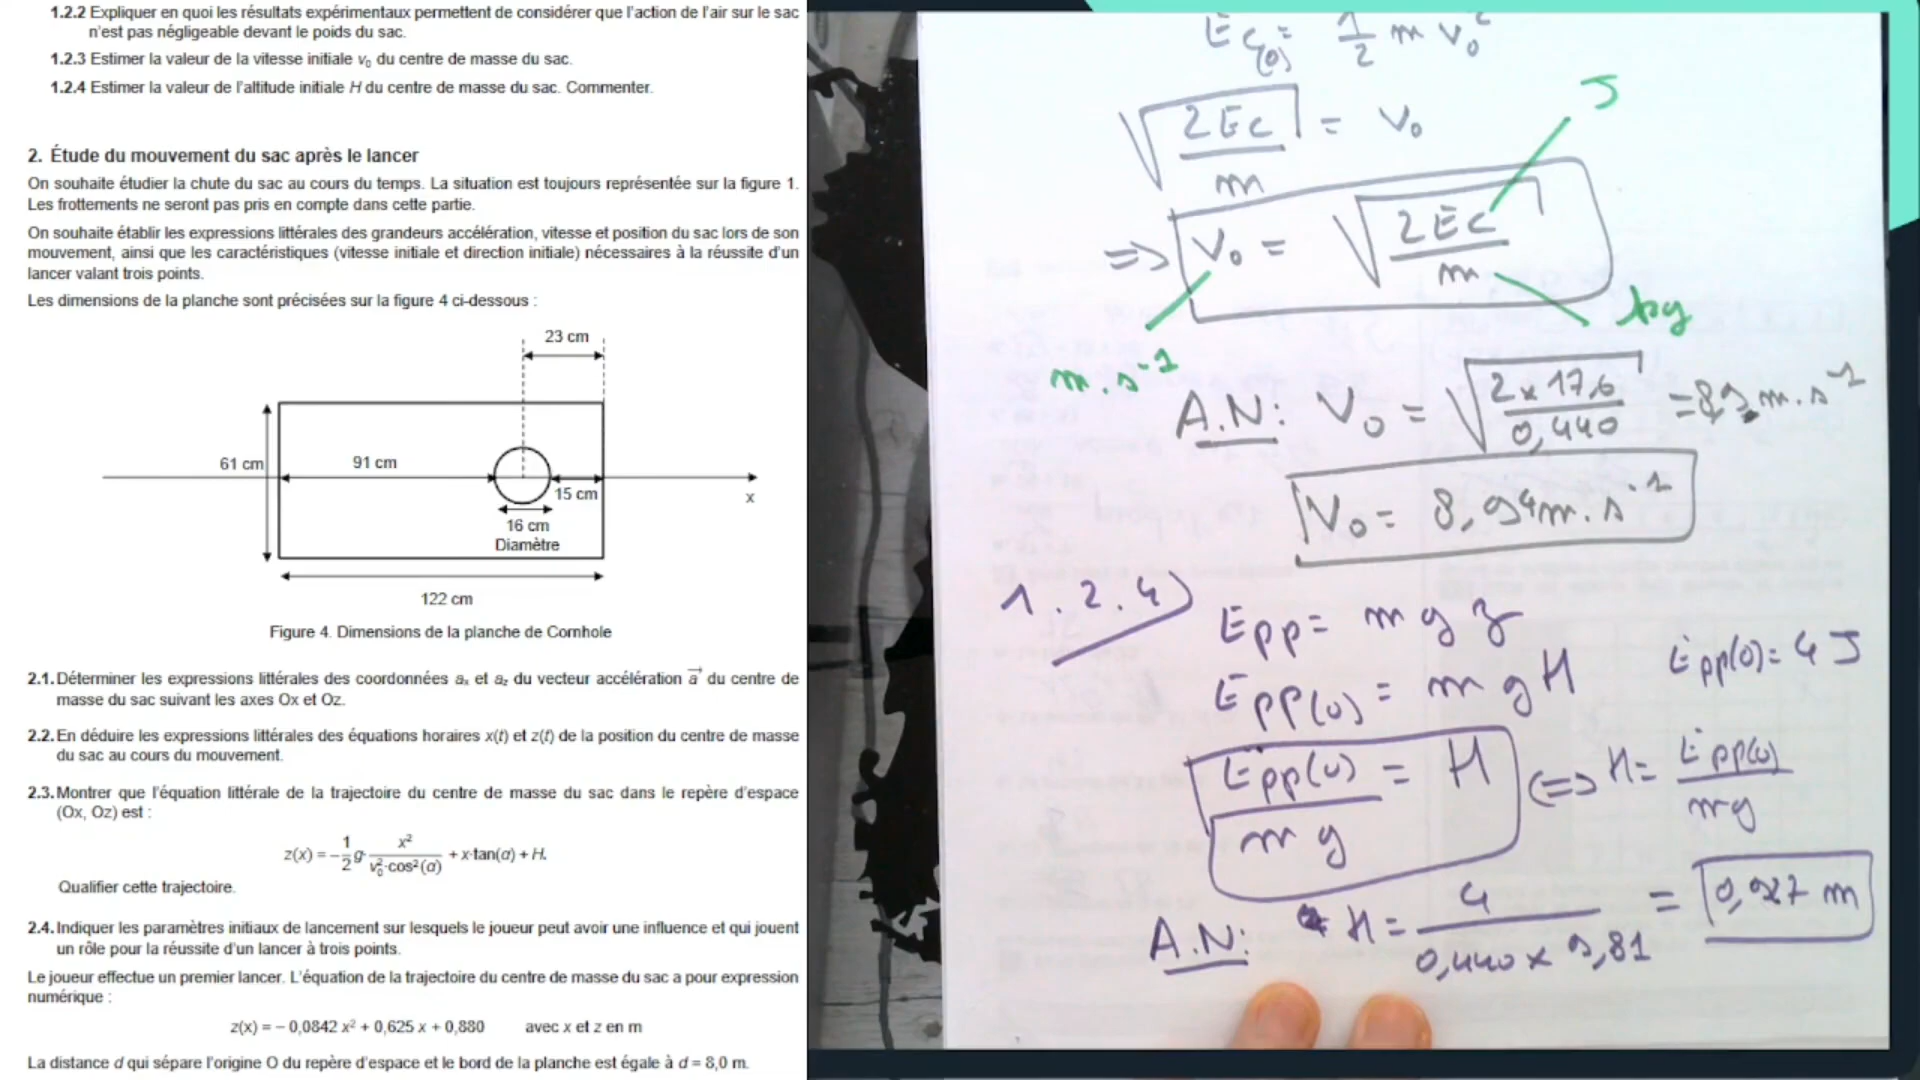 1.2.2 Expliquer en quoi les résultats expérimentaux permettent de considérer que l'action de l'air sur le sac
n'est pas négligeable devant le poids du sac.
1.2.3 Estimer la valeur de la vitesse initiale v₀ du centre de masse du sac.
1.2.4 Estimer la valeur de l'altitude initiale H du centre de masse du sac. Commenter.
2. Étude du mouvement du sac après le lancer
On souhaite étudier la chute du sac au cours du temps. La situation est toujours représentée sur la figure 1.
Les frottements ne seront pas pris en compte dans cette partie.
On souhaite établir les expressions littérales des grandeurs accélération, vitesse et position du sac lors de son
mouvement, ainsi que les caractéristiques (vitesse initiale et direction initiale) nécessaires à la réussite d'un
lancer valant trois points.
Les dimensions de la planche sont précisées sur la figure 4 ci-dessous :
23 cm
61 cm
91 cm
15 cm
x
16 cm
Diamètre
122 cm
Figure 4. Dimensions de la planche de Cornhole
2.1. Déterminer les expressions littérales des coordonnées aₓ et a_z du vecteur accélération a⃗ du centre de
masse du sac suivant les axes Ox et Oz.
2.2. En déduire les expressions littérales des équations horaires x(t) et z(t) de la position du centre de masse
du sac au cours du mouvement.
2.3. Montrer que l'équation littérale de la trajectoire du centre de masse du sac dans le repère d'espace
(Ox, Oz) est :
z(x) = −1/2 g· x²/(v₀²·cos²(α)) + x·tan(α) + H.
Qualifier cette trajectoire.
2.4. Indiquer les paramètres initiaux de lancement sur lesquels le joueur peut avoir une influence et qui jouent
un rôle pour la réussite d'un lancer à trois points.
Le joueur effectue un premier lancer. L'équation de la trajectoire du centre de masse du sac a pour expression
numérique :
z(x) = − 0,0842 x² + 0,625 x + 0,880 avec x et z en m
La distance d qui sépare l'origine O du repère d'espace et le bord de la planche est égale à d = 8,0 m.
Ec(0) = 1/2 m v₀²
√(2Ec/m) = V₀
J
=> V₀ = √(2Ec/m)
kg
m.s⁻¹
A.N: V₀ = √(2 x 17,6/0,440) = 8,9 m.s⁻¹
V₀ = 8,94 m.s⁻¹
1.2.4)
Epp = m g z
Epp(0) = m g H
Epp(0) = 4 J
Epp(0)/m g = H <=> H = Epp(0)/mg
A.N: H = 4/(0,440 x 9,81) = 0,927 m